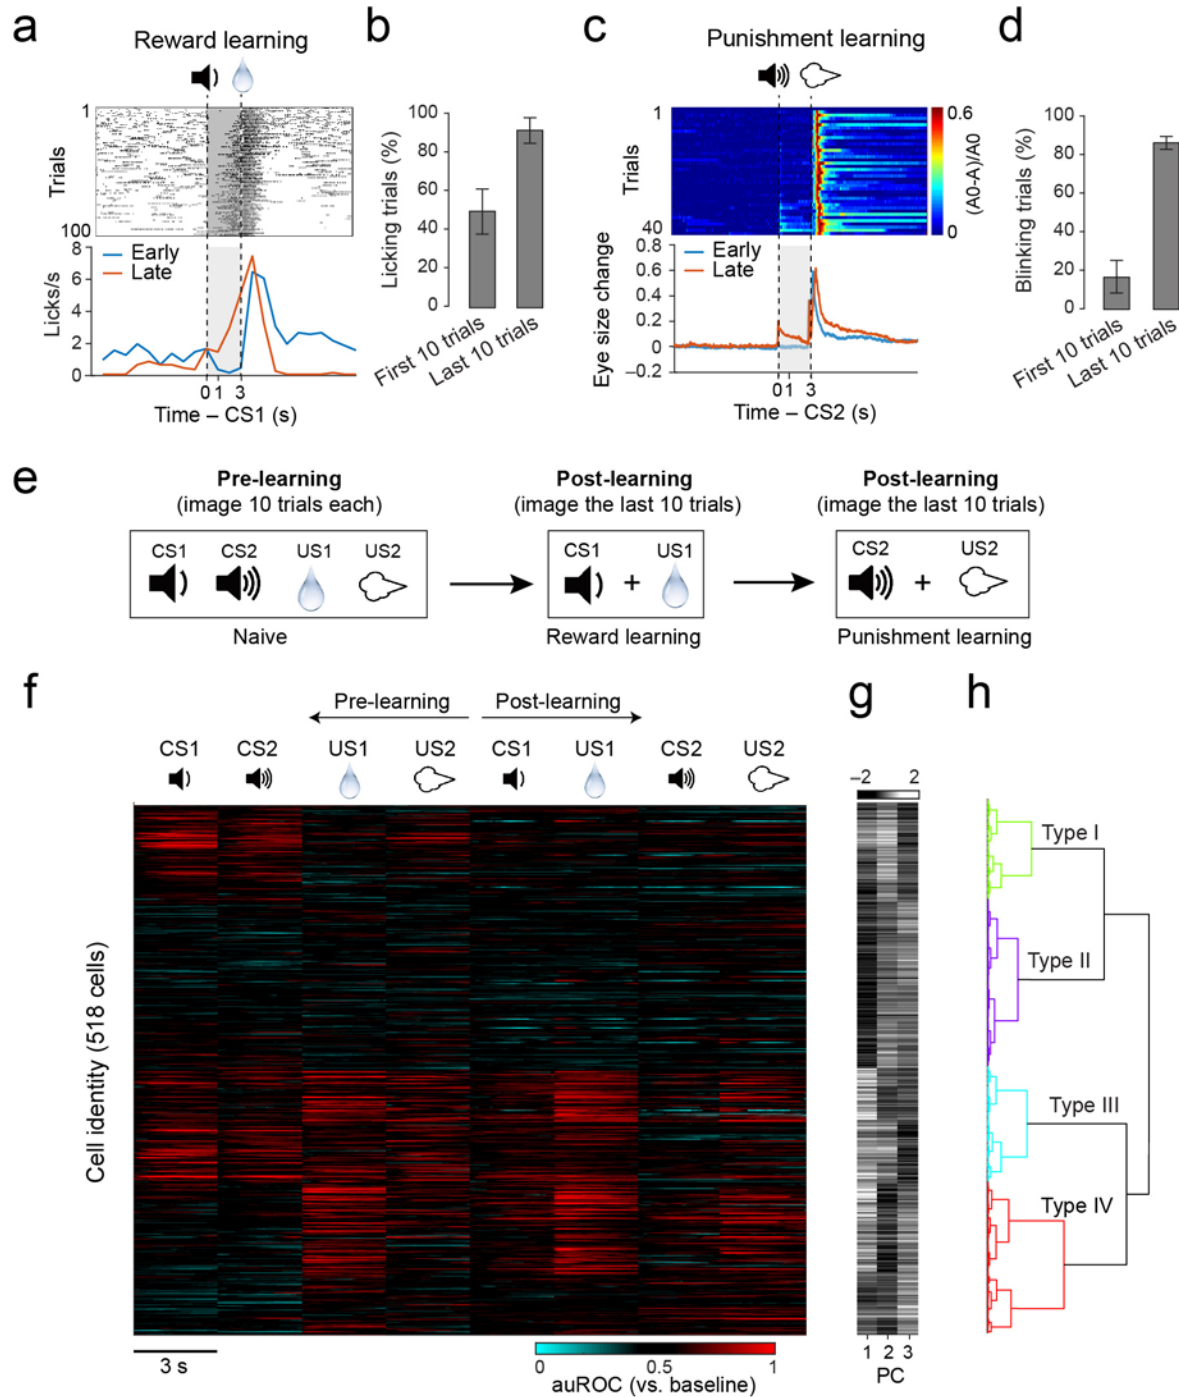 a
Reward learning
1
Trials
100
8
6
4
2
0
Licks/s
Early
Late
0 1 3
Time – CS1 (s)
b
100
80
60
40
20
0
Licking trials (%)
First 10 trials
Last 10 trials
c
Punishment learning
1
Trials
40
0.6
0
(A0-A)/A0
0.8
0.6
0.4
0.2
0
–0.2
Eye size change
Early
Late
0 1 3
Time – CS2 (s)
d
100
80
60
40
20
0
Blinking trials (%)
First 10 trials
Last 10 trials
e
Pre-learning
(image 10 trials each)
CS1 CS2 US1 US2
Naive
Post-learning
(image the last 10 trials)
CS1 US1
+
Reward learning
Post-learning
(image the last 10 trials)
CS2 US2
+
Punishment learning
f
Pre-learning Post-learning
CS1 CS2 US1 US2 CS1 US1 CS2 US2
Cell identity (518 cells)
3 s
0 0.5 1
auROC (vs. baseline)
g
–2 2
1 2 3
PC
h
Type I
Type II
Type III
Type IV